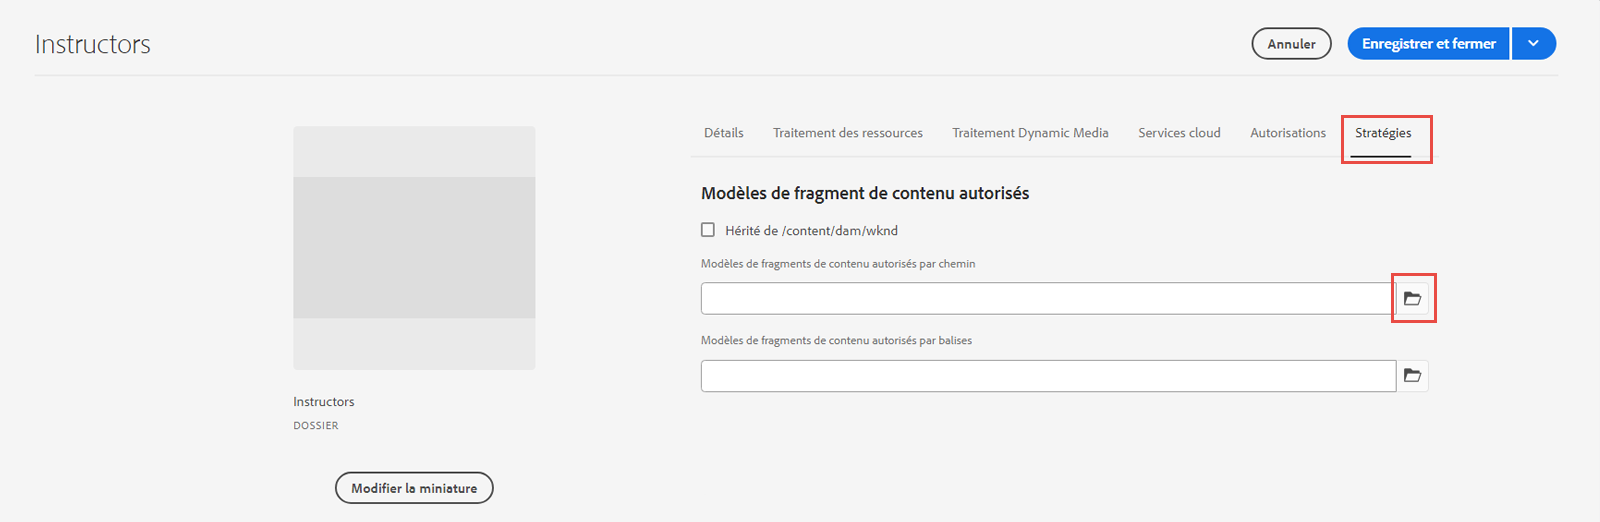 Instructors
Annuler
Enregistrer et fermer
Détails
Traitement des ressources
Traitement Dynamic Media
Services cloud
Autorisations
Stratégies
Modèles de fragment de contenu autorisés
Hérité de /content/dam/wknd
Modèles de fragments de contenu autorisés par chemin
Modèles de fragments de contenu autorisés par balises
Instructors
DOSSIER
Modifier la miniature